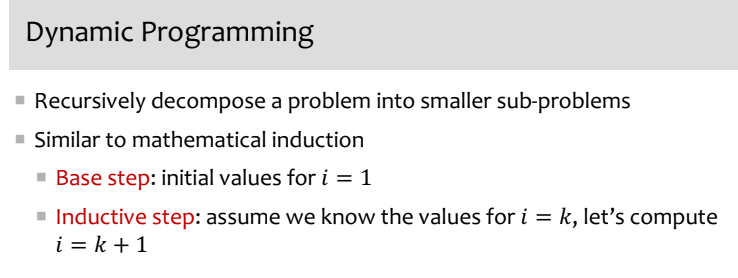 Dynamic Programming
Recursively decompose a problem into smaller sub-problems
Similar to mathematical induction
Base step: initial values for i = 1
Inductive step: assume we know the values for i = k, let's compute
i = k + 1